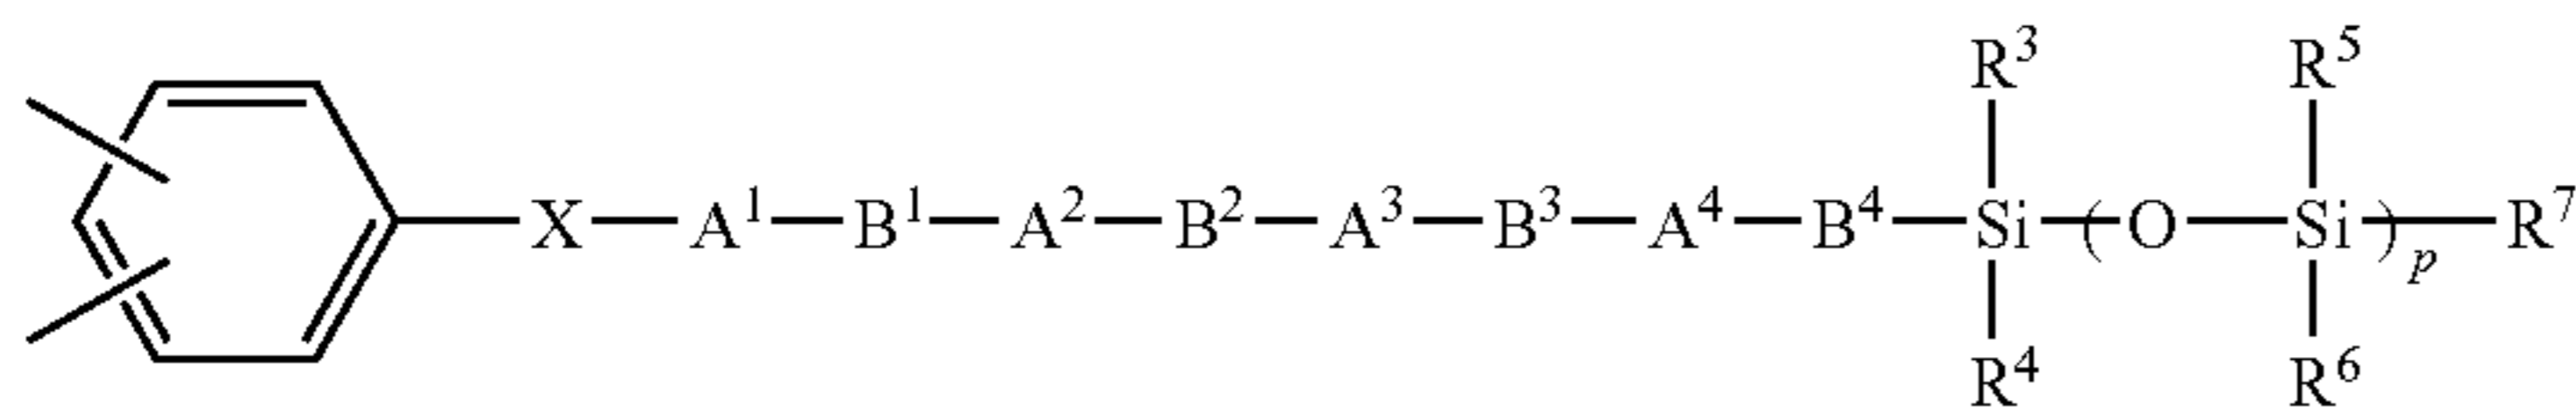 R³ R⁵
X—A¹—B¹—A²—B²—A³—B³—A⁴—B⁴—Si—(O—Si)ₚ—R⁷
R⁴ R⁶